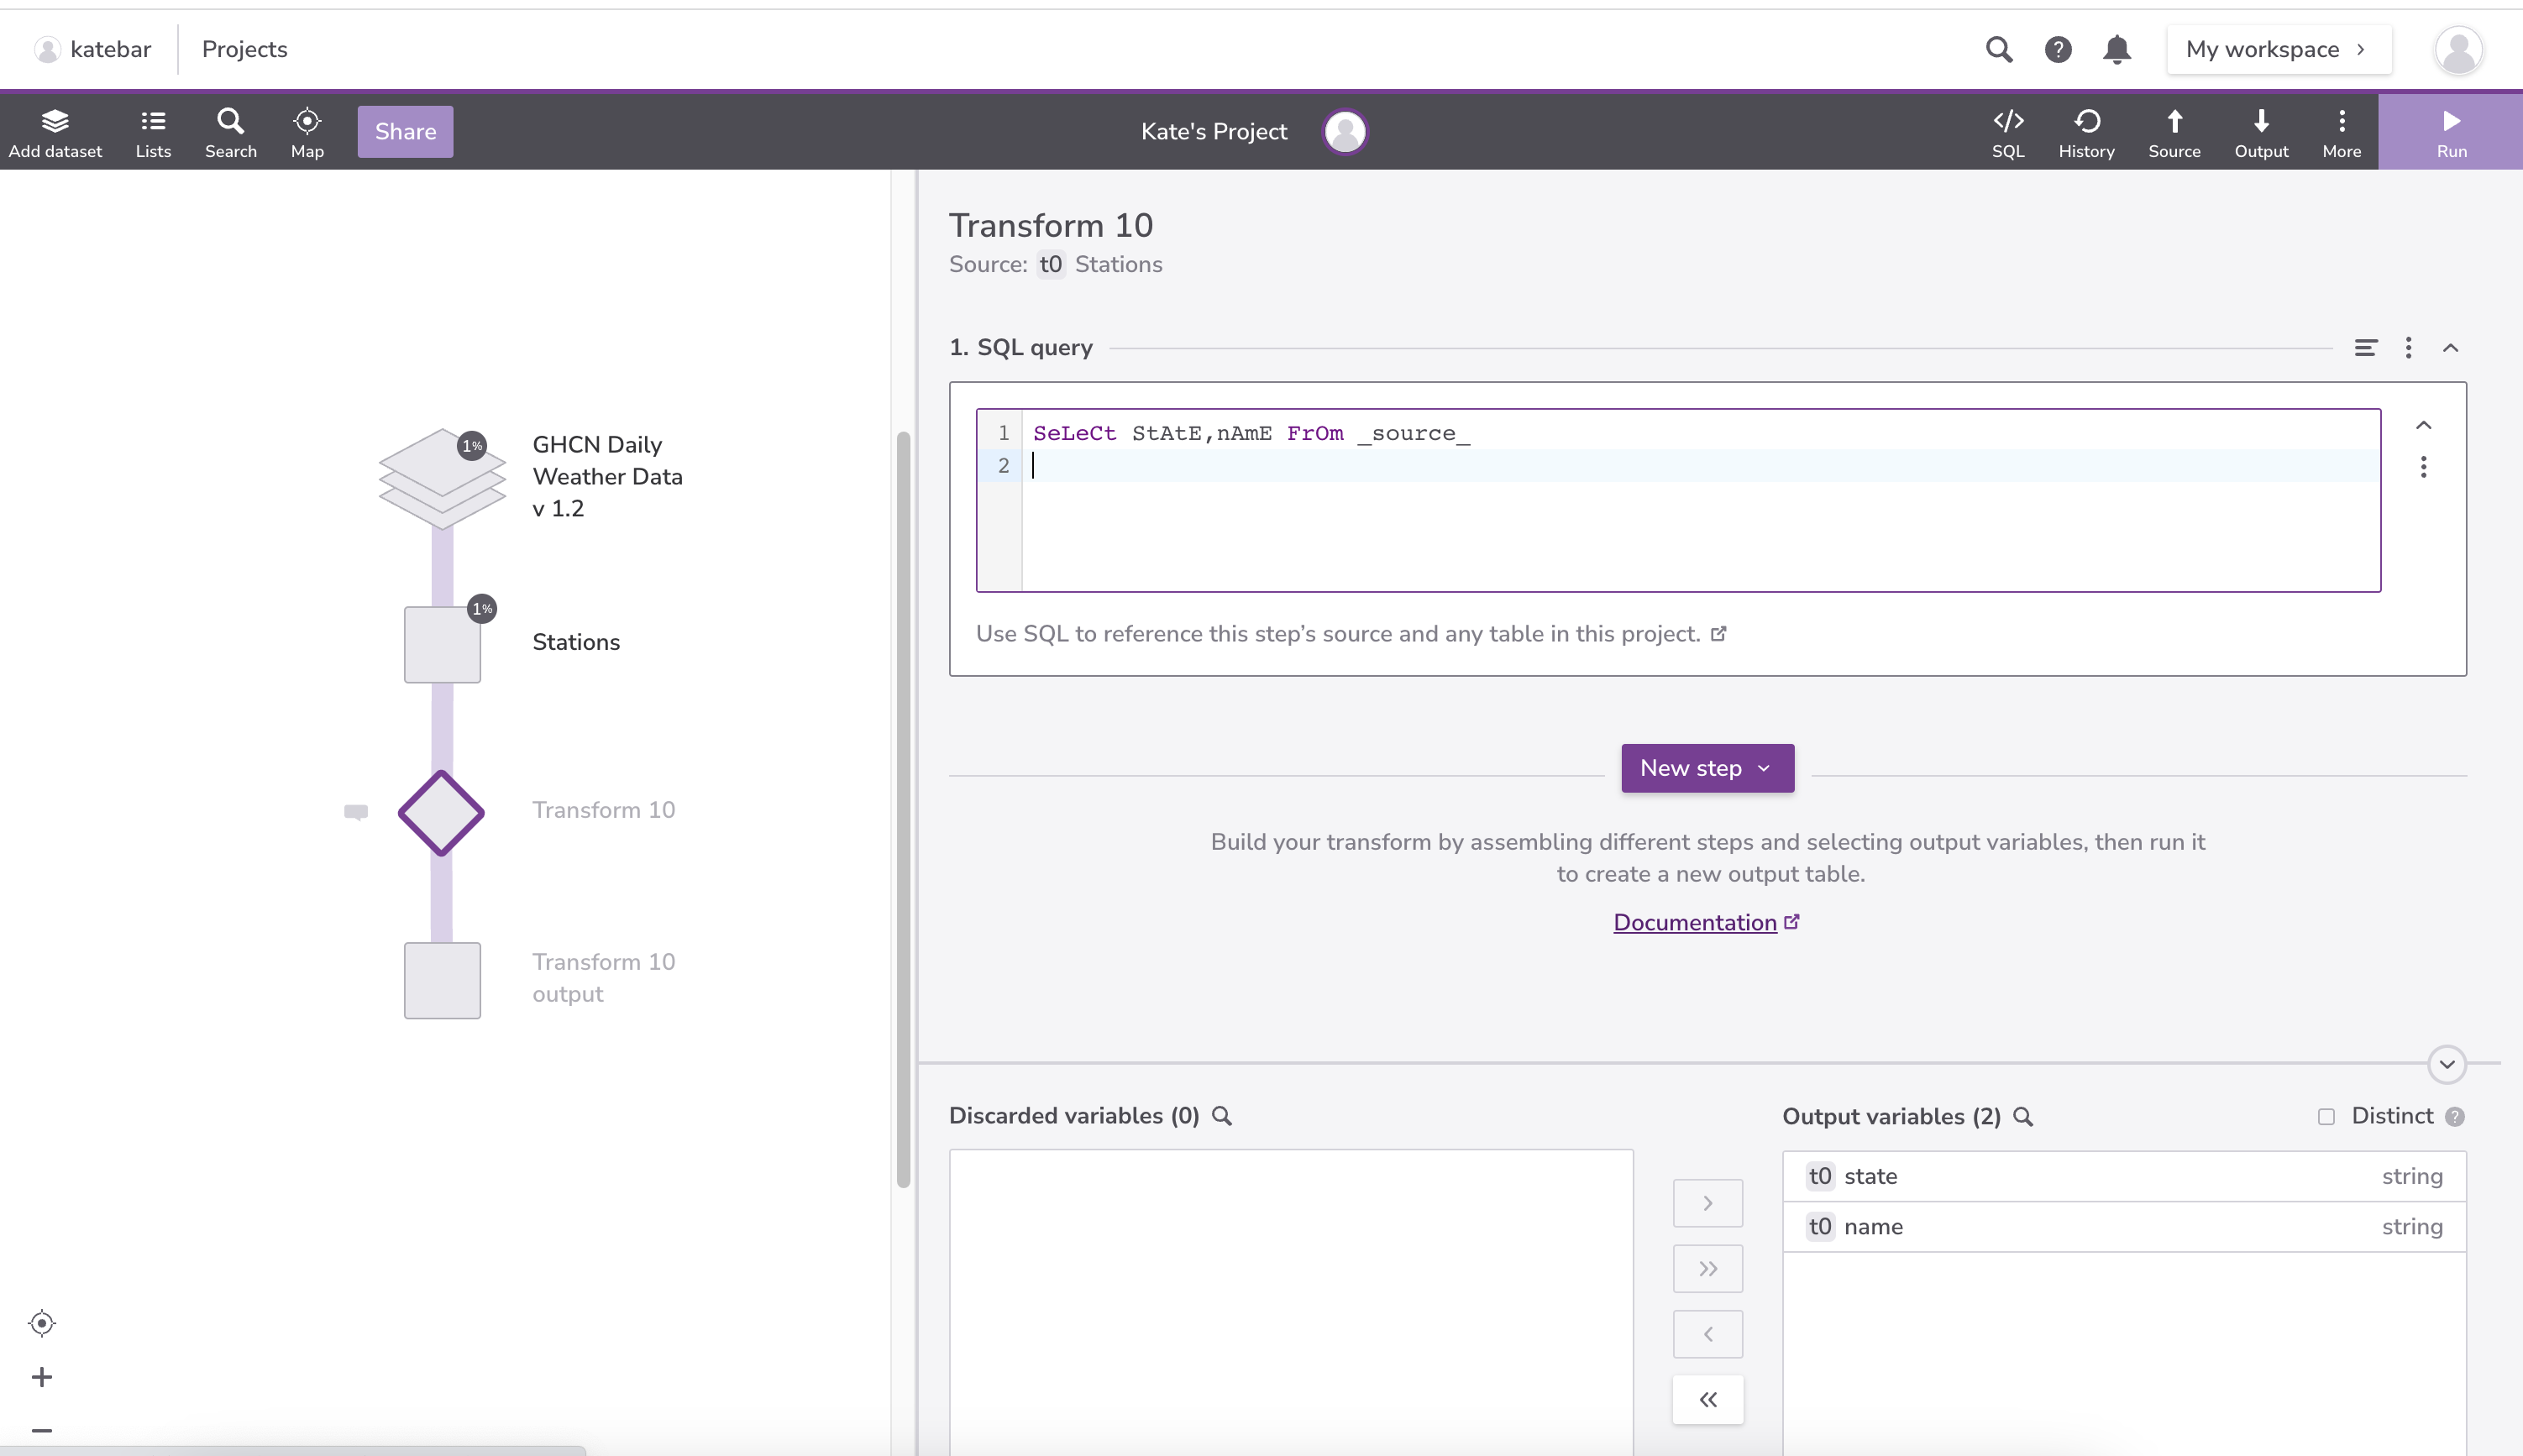 katebar
Projects
My workspace
Add dataset
Lists
Search
Map
Share
Kate's Project
SQL
History
Source
Output
More
Run
GHCN Daily
Weather Data
v 1.2
1%
Stations
1%
Transform 10
Transform 10
output
Transform 10
Source: t0 Stations
1. SQL query
1 SeLeCt StAtE,nAmE FrOm _source_
2
Use SQL to reference this step’s source and any table in this project.
New step
Build your transform by assembling different steps and selecting output variables, then run it
to create a new output table.
Documentation
Discarded variables (0)
Output variables (2)
Distinct ?
t0 state string
t0 name string